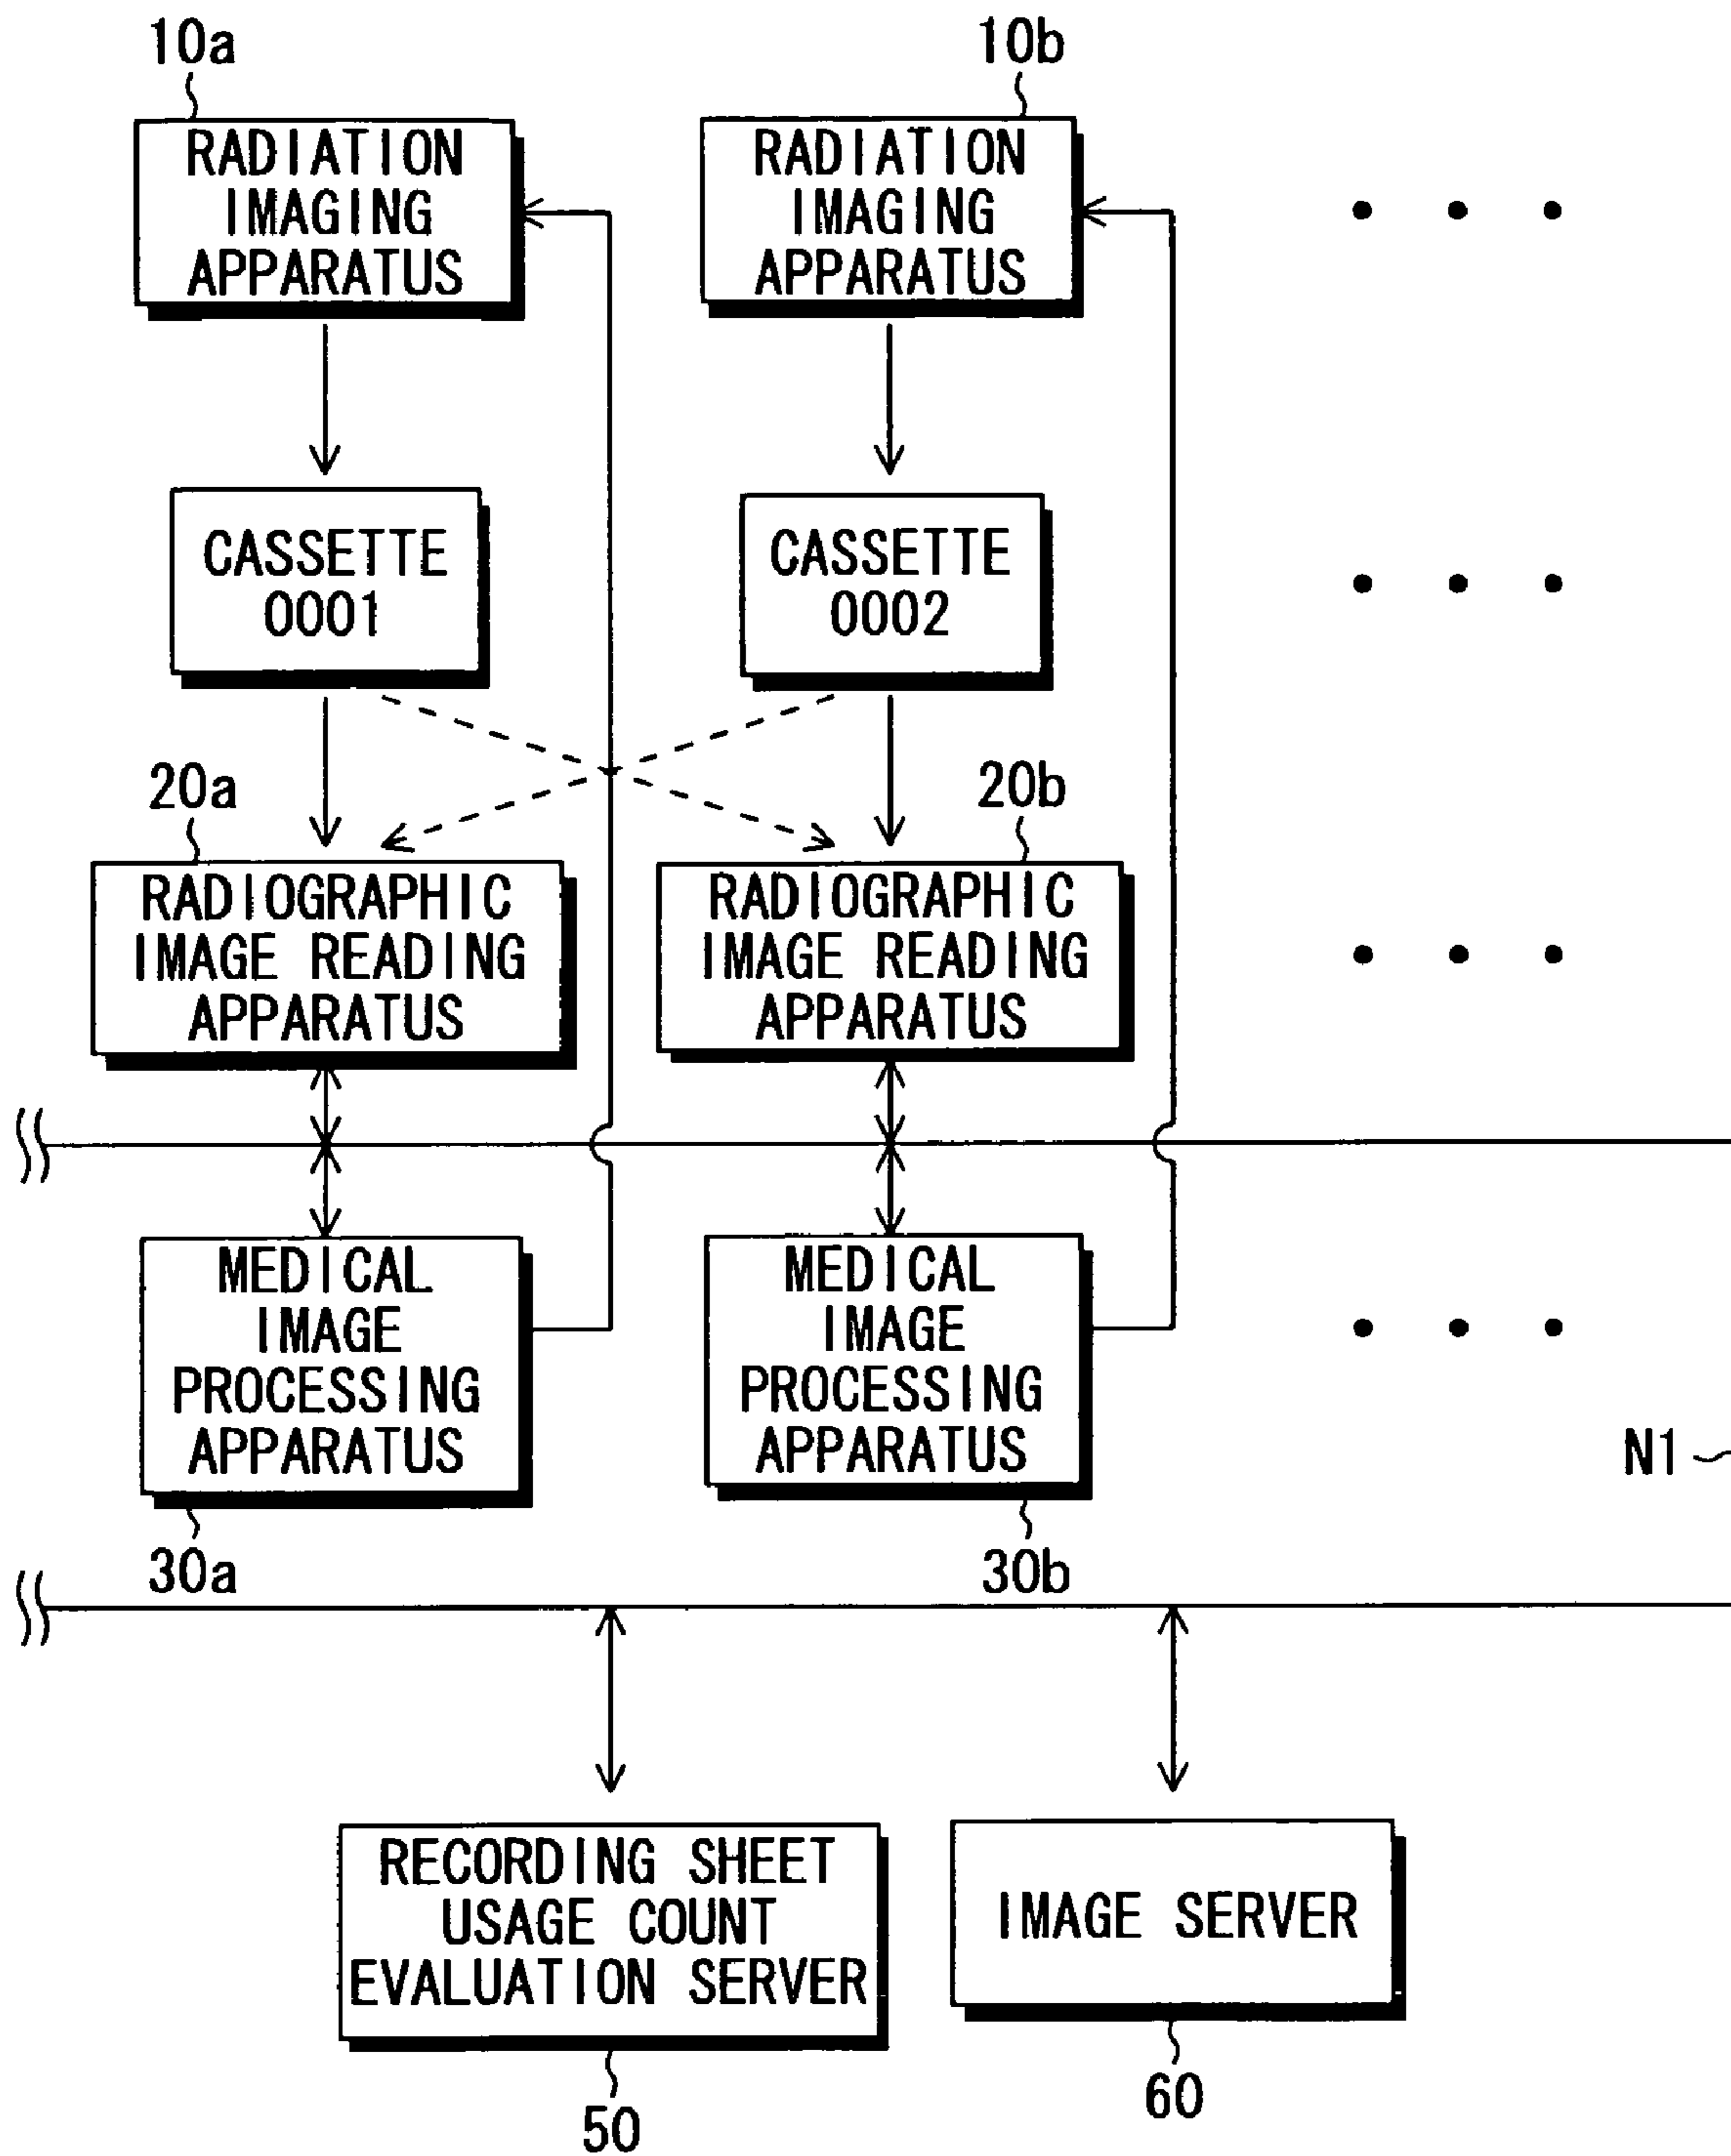 10a
10b
RADIATION
IMAGING
APPARATUS
RADIATION
IMAGING
APPARATUS
CASSETTE
0001
CASSETTE
0002
20a
20b
RADIOGRAPHIC
IMAGE READING
APPARATUS
RADIOGRAPHIC
IMAGE READING
APPARATUS
MEDICAL
IMAGE
PROCESSING
APPARATUS
MEDICAL
IMAGE
PROCESSING
APPARATUS
N1
30a
30b
RECORDING SHEET
USAGE COUNT
EVALUATION SERVER
IMAGE SERVER
50
60